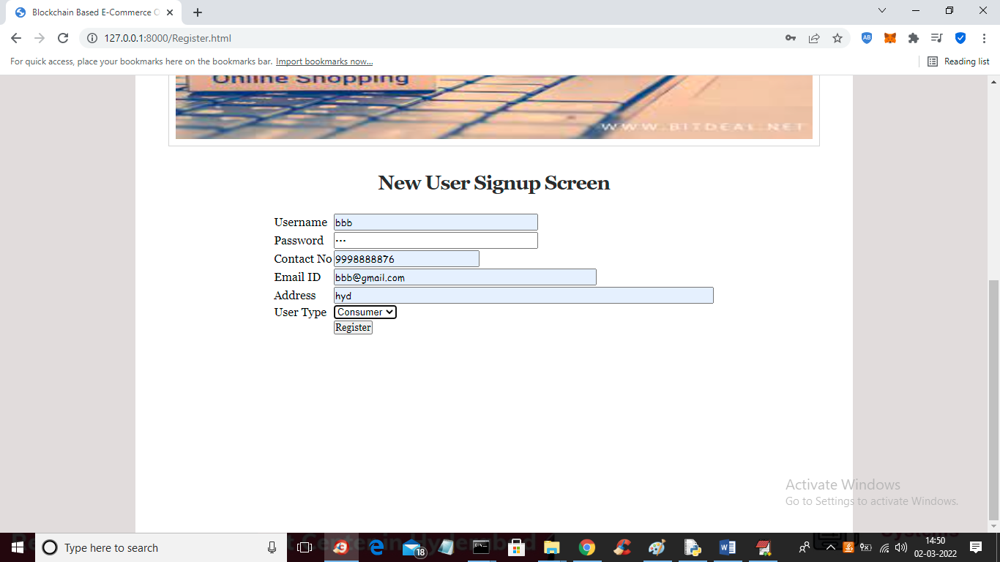 Blockchain Based E-Commerce
127.0.0.1:8000/Register.html
AB
For quick access, place your bookmarks here on the bookmarks bar. Import bookmarks now...
Reading list
Online Shopping
WWW.BITDEAL.NET
New User Signup Screen
Username bbb
Password •••
Contact No 9998888876
Email ID bbb@gmail.com
Address hyd
User Type Consumer
Register
Activate Windows
Go to Settings to activate Windows.
Type here to search
18
14:50
02-03-2022